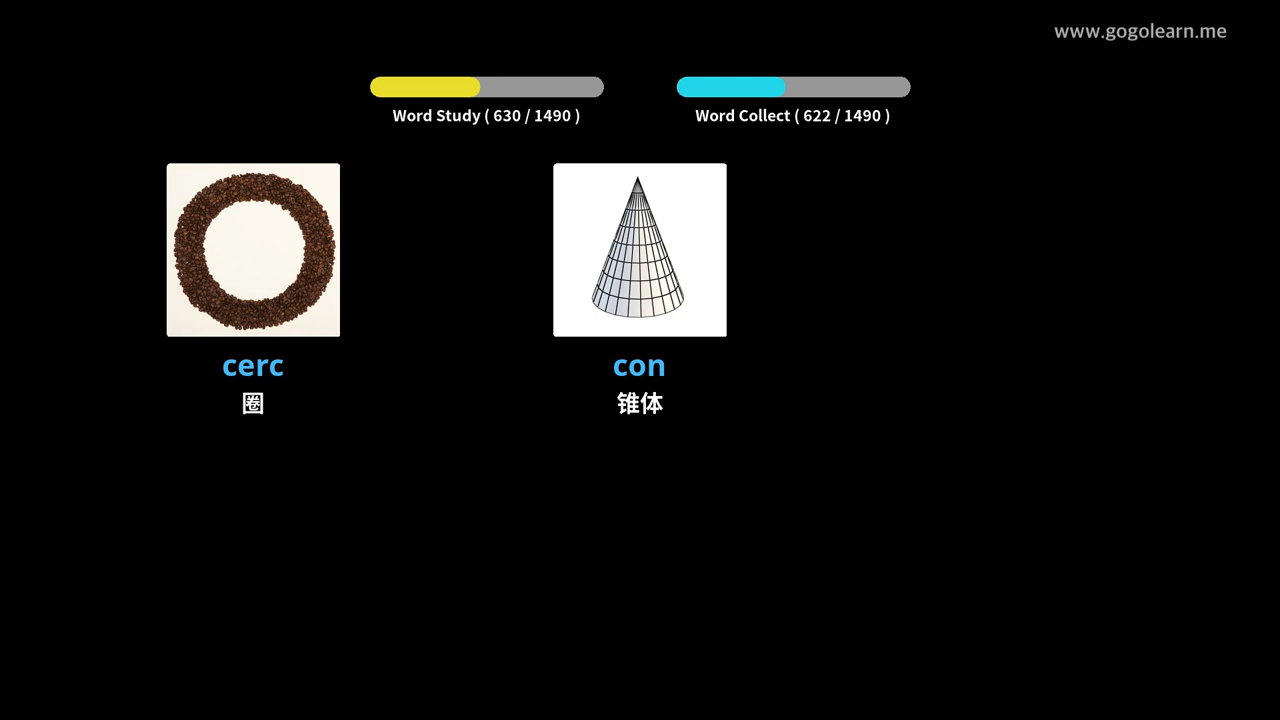 www.gogolearn.me
Word Study ( 630 / 1490 )
Word Collect ( 622 / 1490 )
cerc
圈
con
锥体